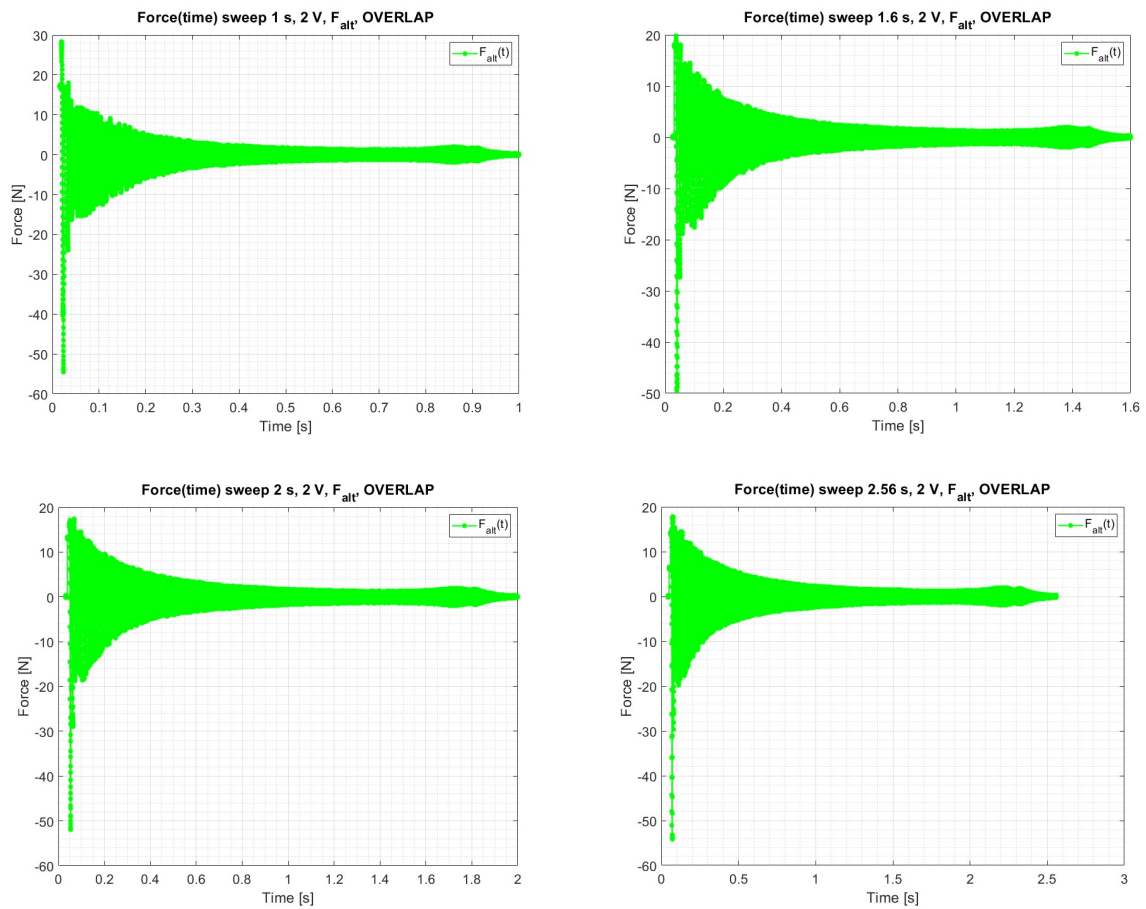 Force(time) sweep 1 s, 2 V, F_alt, OVERLAP
30
20
10
0
-10
-20
-30
-40
-50
-60
Force [N]
F_alt(t)
0 0.1 0.2 0.3 0.4 0.5 0.6 0.7 0.8 0.9 1
Time [s]
Force(time) sweep 1.6 s, 2 V, F_alt, OVERLAP
20
10
0
-10
-20
-30
-40
-50
Force [N]
F_alt(t)
0 0.2 0.4 0.6 0.8 1 1.2 1.4 1.6
Time [s]
Force(time) sweep 2 s, 2 V, F_alt, OVERLAP
20
10
0
-10
-20
-30
-40
-50
-60
Force [N]
F_alt(t)
0 0.2 0.4 0.6 0.8 1 1.2 1.4 1.6 1.8 2
Time [s]
Force(time) sweep 2.56 s, 2 V, F_alt, OVERLAP
20
10
0
-10
-20
-30
-40
-50
-60
Force [N]
F_alt(t)
0 0.5 1 1.5 2 2.5 3
Time [s]